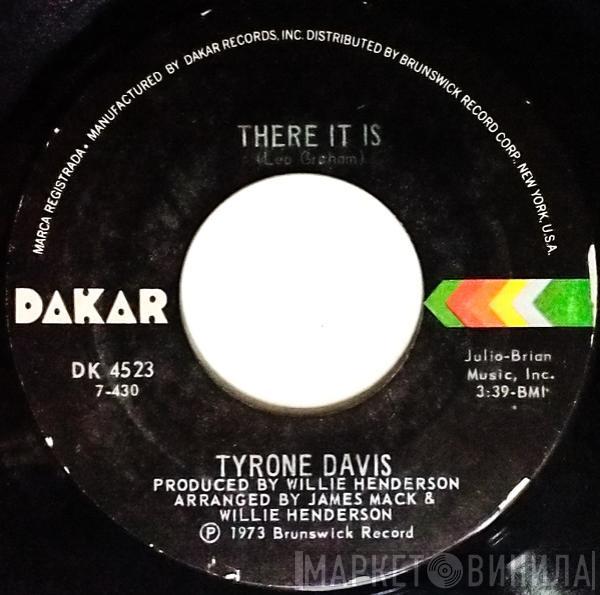 MARCA REGISTRADA • MANUFACTURED BY DAKAR RECORDS, INC. DISTRIBUTED BY BRUNSWICK RECORD CORP. NEW YORK, U.S.A.
THERE IT IS
(Leo Graham)
DAKAR
DK 4523
7-430
Julio-Brian
Music, Inc.
3:39-BMI
TYRONE DAVIS
PRODUCED BY WILLIE HENDERSON
ARRANGED BY JAMES MACK &
WILLIE HENDERSON
℗ 1973 Brunswick Record
МАРКЕТ ВИНИЛА